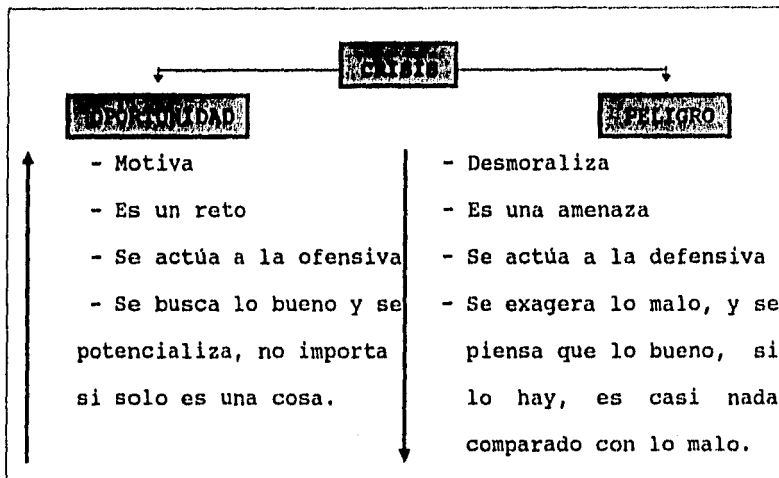 CRISIS
OPORTUNIDAD
- Motiva
- Es un reto
- Se actúa a la ofensiva
- Se busca lo bueno y se
potencializa, no importa
si solo es una cosa.
PELIGRO
- Desmoraliza
- Es una amenaza
- Se actúa a la defensiva
- Se exagera lo malo, y se
piensa que lo bueno, si
lo hay, es casi nada
comparado con lo malo.